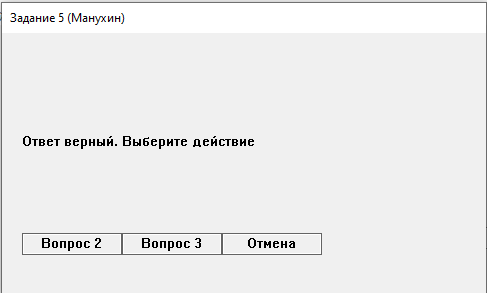 Задание 5 (Манухин)
Ответ верный. Выберите действие
Вопрос 2 Вопрос 3 Отмена